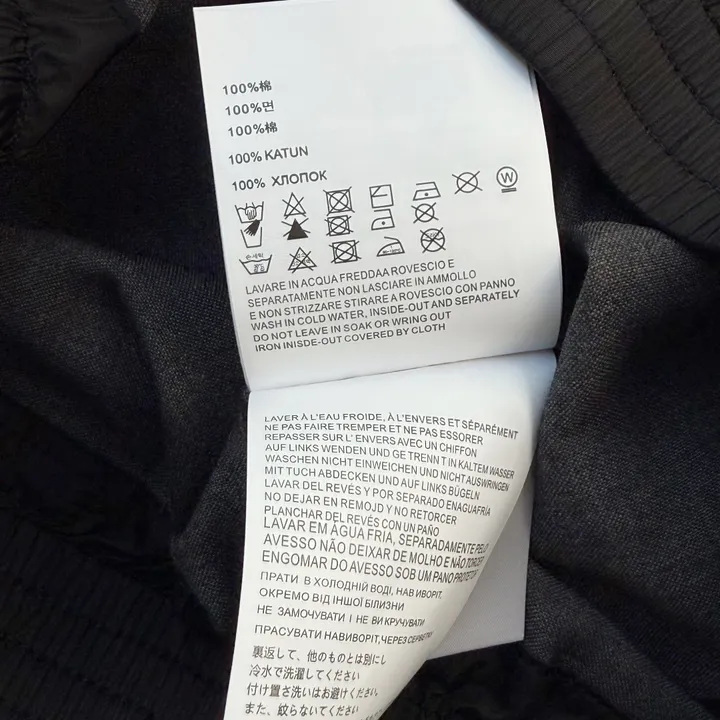 100%棉
100%면
100%棉
100% KATUN
100% ХЛОПОК
W
LAVARE IN ACQUA FREDDAA ROVESCIO E
SEPARATAMENTE NON LASCIARE IN AMMOLLO
E NON STRIZZARE STIRARE A ROVESCIO CON PANNO
WASH IN COLD WATER, INSIDE-OUT AND SEPARATELY
DO NOT LEAVE IN SOAK OR WRING OUT
IRON INISDE-OUT COVERED BY CLOTH
LAVER À L'EAU FROIDE, À L'ENVERS ET SÉPARÉMENT
NE PAS FAIRE TREMPER ET NE PAS ESSORER
REPASSER SUR L' ENVERS AVEC UN CHIFFON
AUF LINKS WENDEN UND GE TRENN T IN KALTEM WASSER
WASCHEN NICHT EINWEICHEN UND NICHT AUSWRINGEN
MIT TUCH ABDECKEN UND AUF LINKS BÜGELN
LAVAR DEL REVÉS Y POR SEPARADO ENAGUAFRÍA
NO DEJAR EN REMOJD Y NO RETORCER
PLANCHAR DEL REVÉS CON UN PAÑO
LAVAR EM ÁGUA FRIA, SEPARADAMENTE PELO
AVESSO NÃO DEIXAR DE MOLHO E NÃO TORCER
ENGOMAR DO AVESSO SOB UM PANO PROTETOR
ПРАТИ В ХОЛОДНІЙ ВОДІ, НАВ ИВОРІТ,
ОКРЕМО ВІД ІНШОЇ БІЛИЗНИ
НЕ ЗАМОЧУВАТИ І НЕ ВИ КРУЧУВАТИ
ПРАСУВАТИ НАВИВОРІТ, ЧЕРЕЗ СЕРВЕТКУ
裏返して、他のものとは別にし
冷水で洗濯してください
付け置き洗いはお避けください。
また、絞らないてください